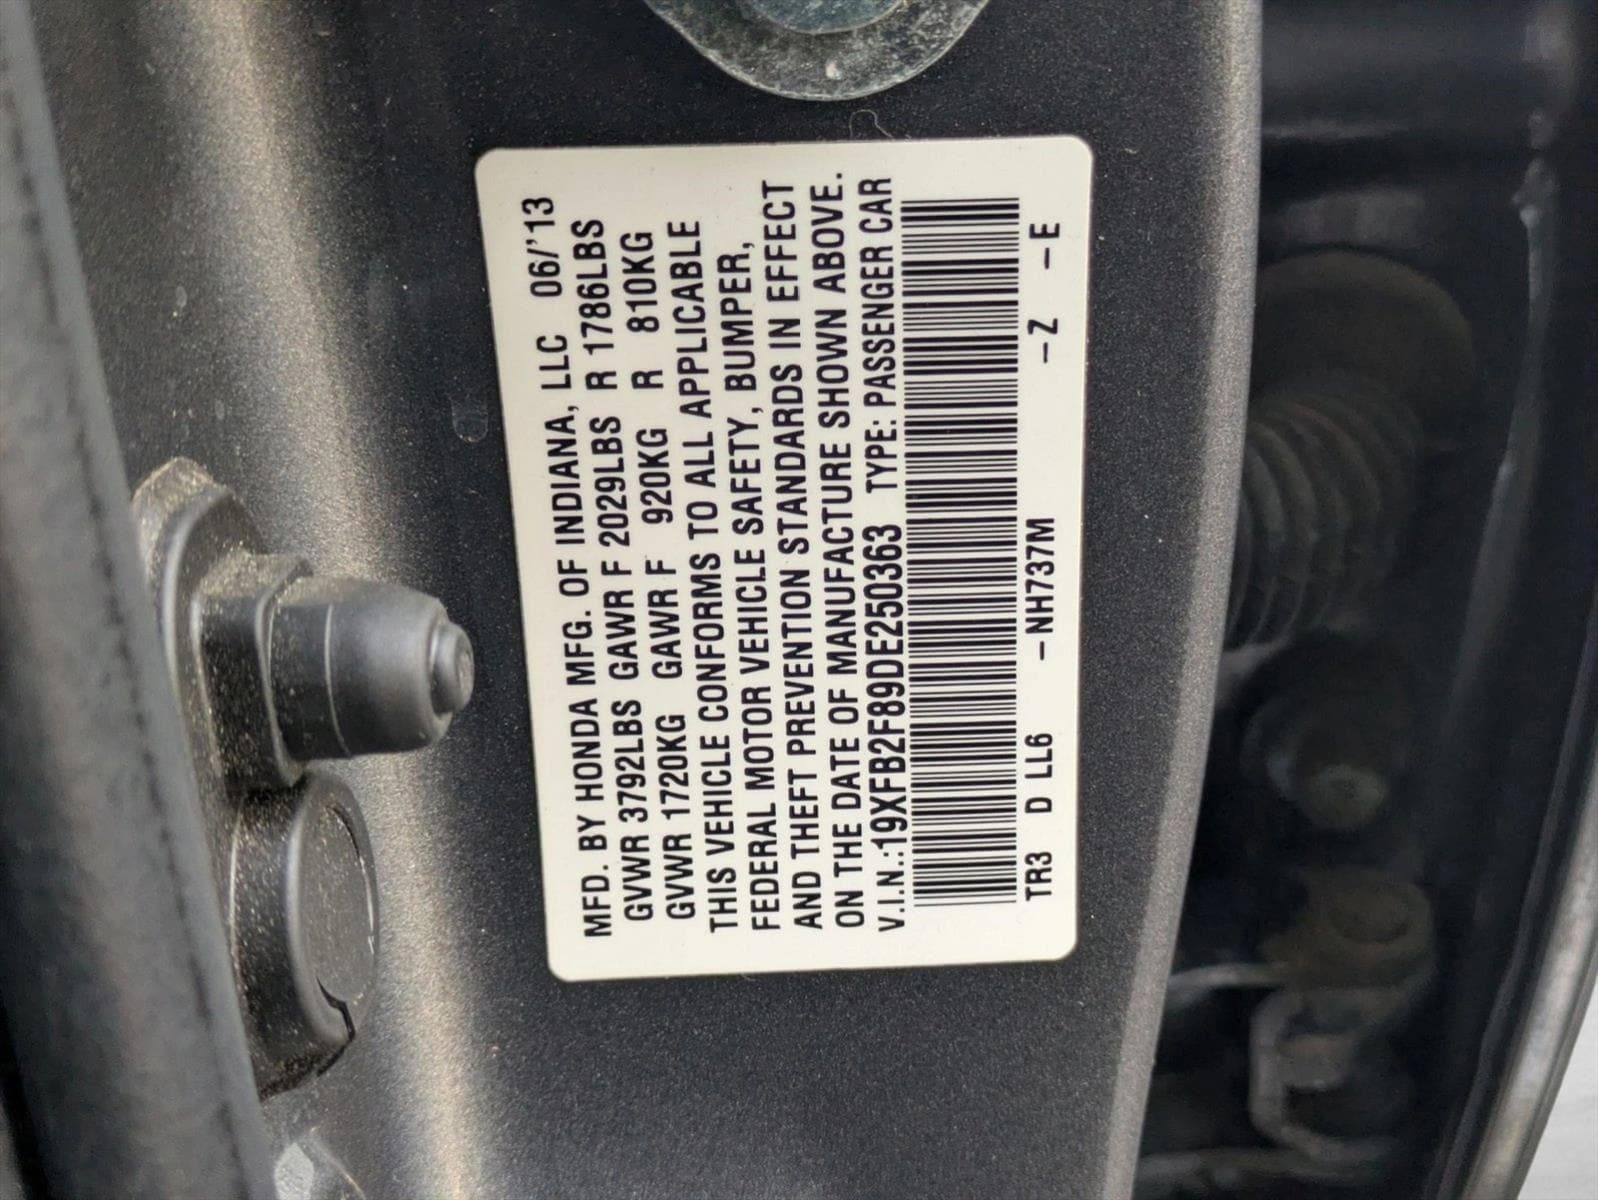 MFD. BY HONDA MFG. OF INDIANA, LLC 06/'13
GVWR 3792LBS GAWR F 2029LBS R 1786LBS
GVWR 1720KG GAWR F 920KG R 810KG
THIS VEHICLE CONFORMS TO ALL APPLICABLE
FEDERAL MOTOR VEHICLE SAFETY, BUMPER,
AND THEFT PREVENTION STANDARDS IN EFFECT
ON THE DATE OF MANUFACTURE SHOWN ABOVE.
V.I.N.:19XFB2F89DE250363 TYPE: PASSENGER CAR
TR3 D LL6 -NH737M -Z -E